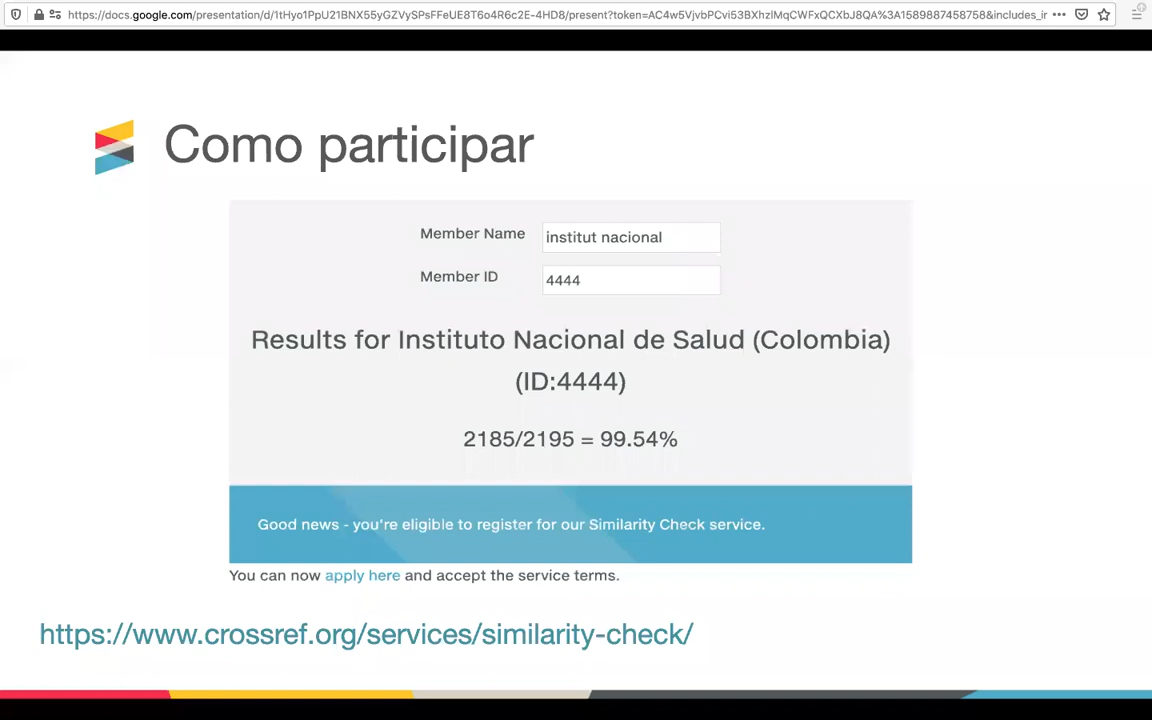 https://docs.google.com/presentation/d/1tHyo1PpU21BNX55yGZVySPsFFeUE8T6o4R6c2E-4HD8/present?token=AC4w5VjvbPCvi53BXhzlMqCWFxQCXbJ8QA%3A1589887458758&includes_ir
Como participar
Member Name institut nacional
Member ID 4444
Results for Instituto Nacional de Salud (Colombia)
(ID:4444)
2185/2195 = 99.54%
Good news - you're eligible to register for our Similarity Check service.
You can now apply here and accept the service terms.
https://www.crossref.org/services/similarity-check/